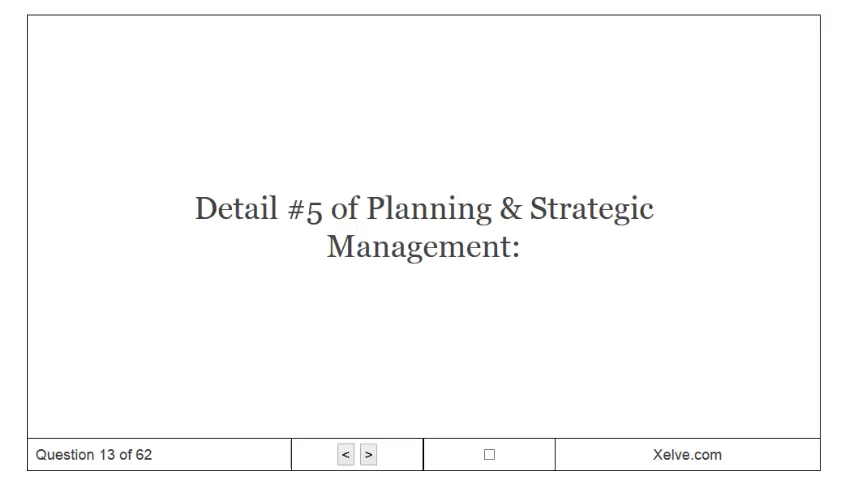 Detail #5 of Planning & Strategic
Management:
Question 13 of 62
< >
Xelve.com